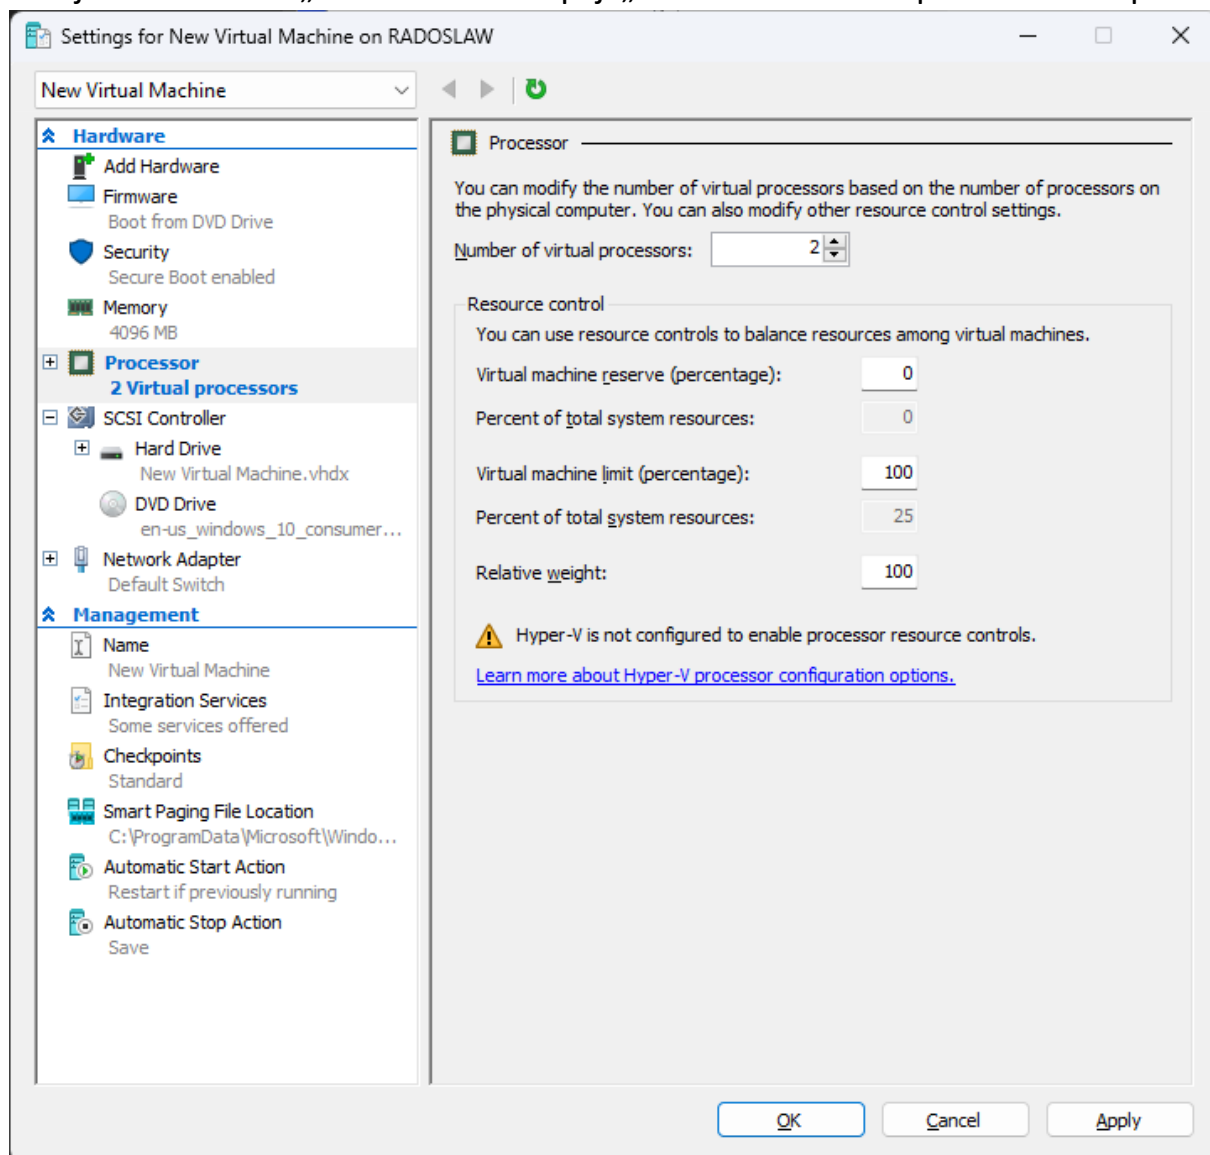 Settings for New Virtual Machine on RADOSLAW
New Virtual Machine
Hardware
Add Hardware
Firmware
Boot from DVD Drive
Security
Secure Boot enabled
Memory
4096 MB
Processor
2 Virtual processors
SCSI Controller
Hard Drive
New Virtual Machine.vhdx
DVD Drive
en-us_windows_10_consumer...
Network Adapter
Default Switch
Management
Name
New Virtual Machine
Integration Services
Some services offered
Checkpoints
Standard
Smart Paging File Location
C:\ProgramData\Microsoft\Windo...
Automatic Start Action
Restart if previously running
Automatic Stop Action
Save
Processor
You can modify the number of virtual processors based on the number of processors on
the physical computer. You can also modify other resource control settings.
Number of virtual processors: 2
Resource control
You can use resource controls to balance resources among virtual machines.
Virtual machine reserve (percentage): 0
Percent of total system resources: 0
Virtual machine limit (percentage): 100
Percent of total system resources: 25
Relative weight: 100
Hyper-V is not configured to enable processor resource controls.
Learn more about Hyper-V processor configuration options.
OK Cancel Apply